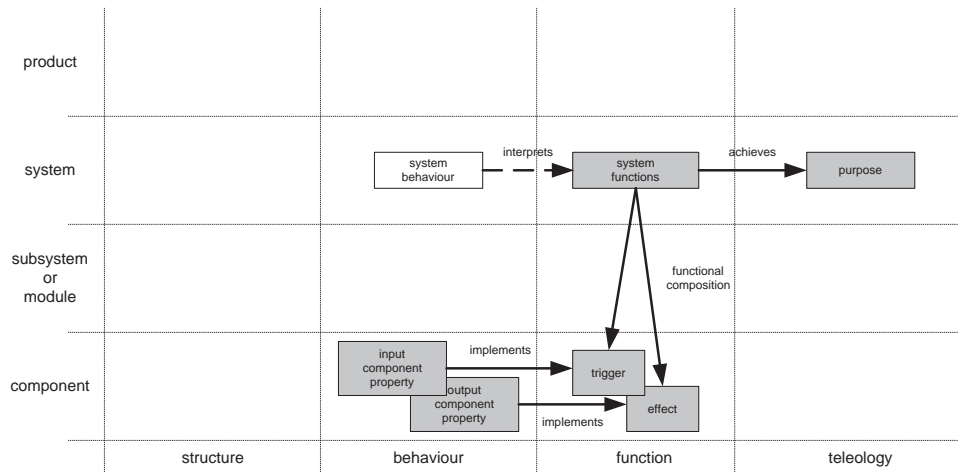 product
system
system
behaviour
interprets
system
functions
achieves
purpose
subsystem
or
module
functional
composition
component
input
component
property
implements
trigger
output
component
property
implements
effect
structure
behaviour
function
teleology